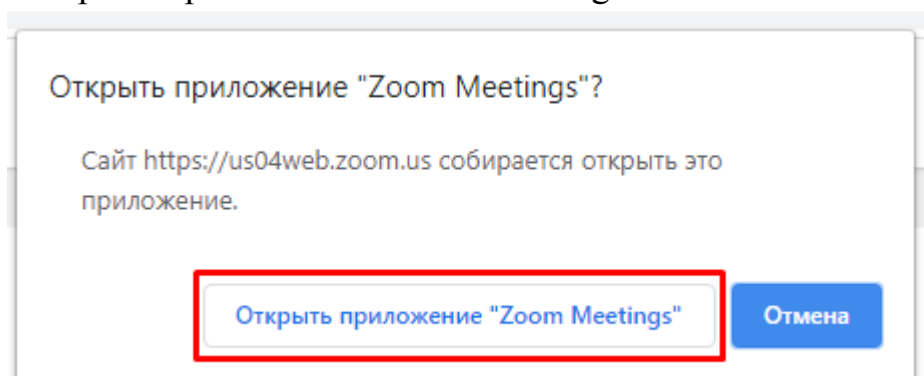 Открыть приложение "Zoom Meetings"?
Сайт https://us04web.zoom.us собирается открыть это
приложение.
Открыть приложение "Zoom Meetings" Отмена